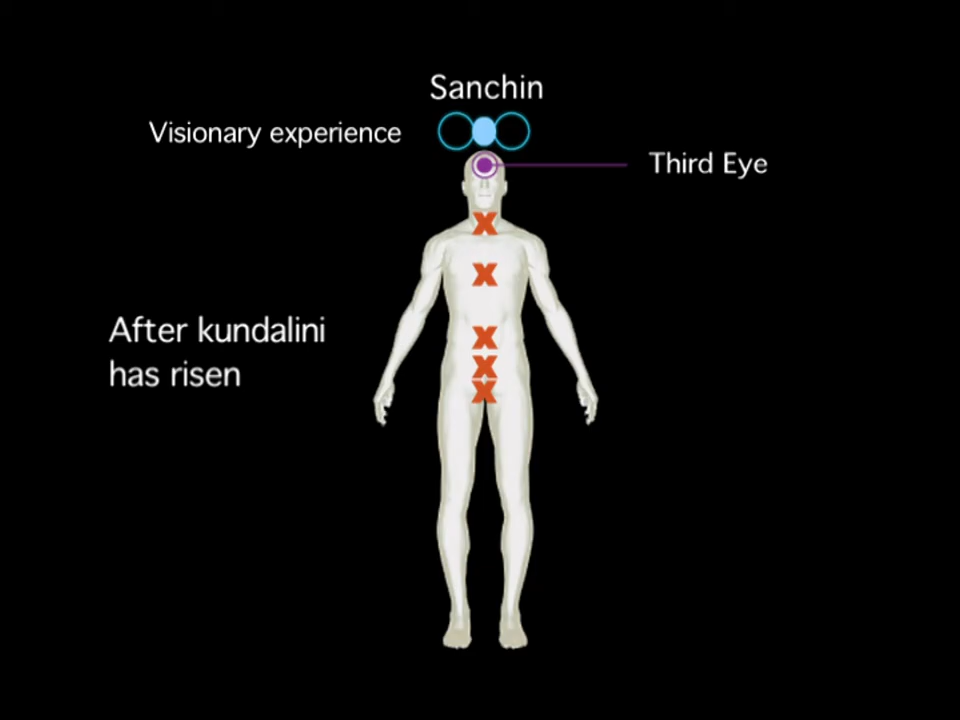 Sanchin
Visionary experience
Third Eye
X
X
After kundalini
has risen
X
X
X